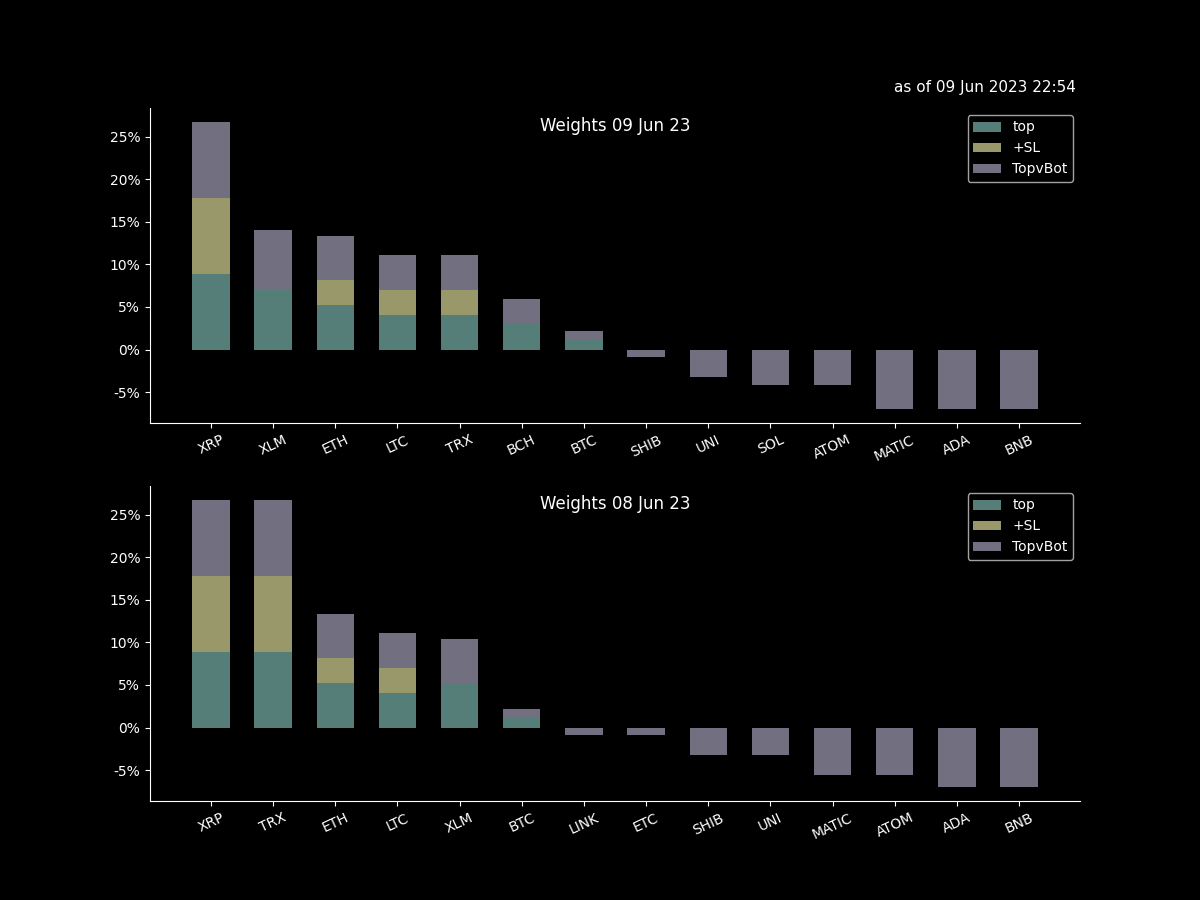 as of 09 Jun 2023 22:54
Weights 09 Jun 23
top
+SL
TopvBot
25%
20%
15%
10%
5%
0%
-5%
XRP XLM ETH LTC TRX BCH BTC SHIB UNI SOL ATOM MATIC ADA BNB
Weights 08 Jun 23
top
+SL
TopvBot
25%
20%
15%
10%
5%
0%
-5%
XRP TRX ETH LTC XLM BTC LINK ETC SHIB UNI MATIC ATOM ADA BNB